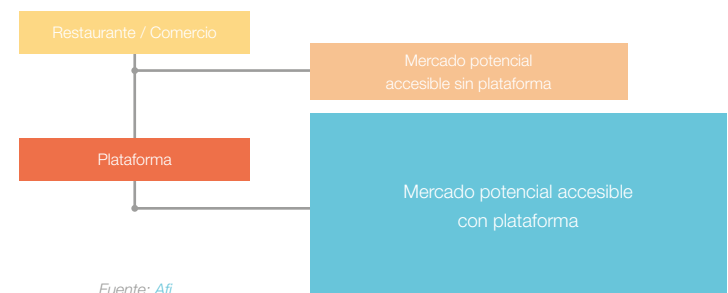 Restaurante / Comercio
Mercado potencial
accesible sin plataforma
Plataforma
Mercado potencial accesible
con plataforma
Fuente: Afi